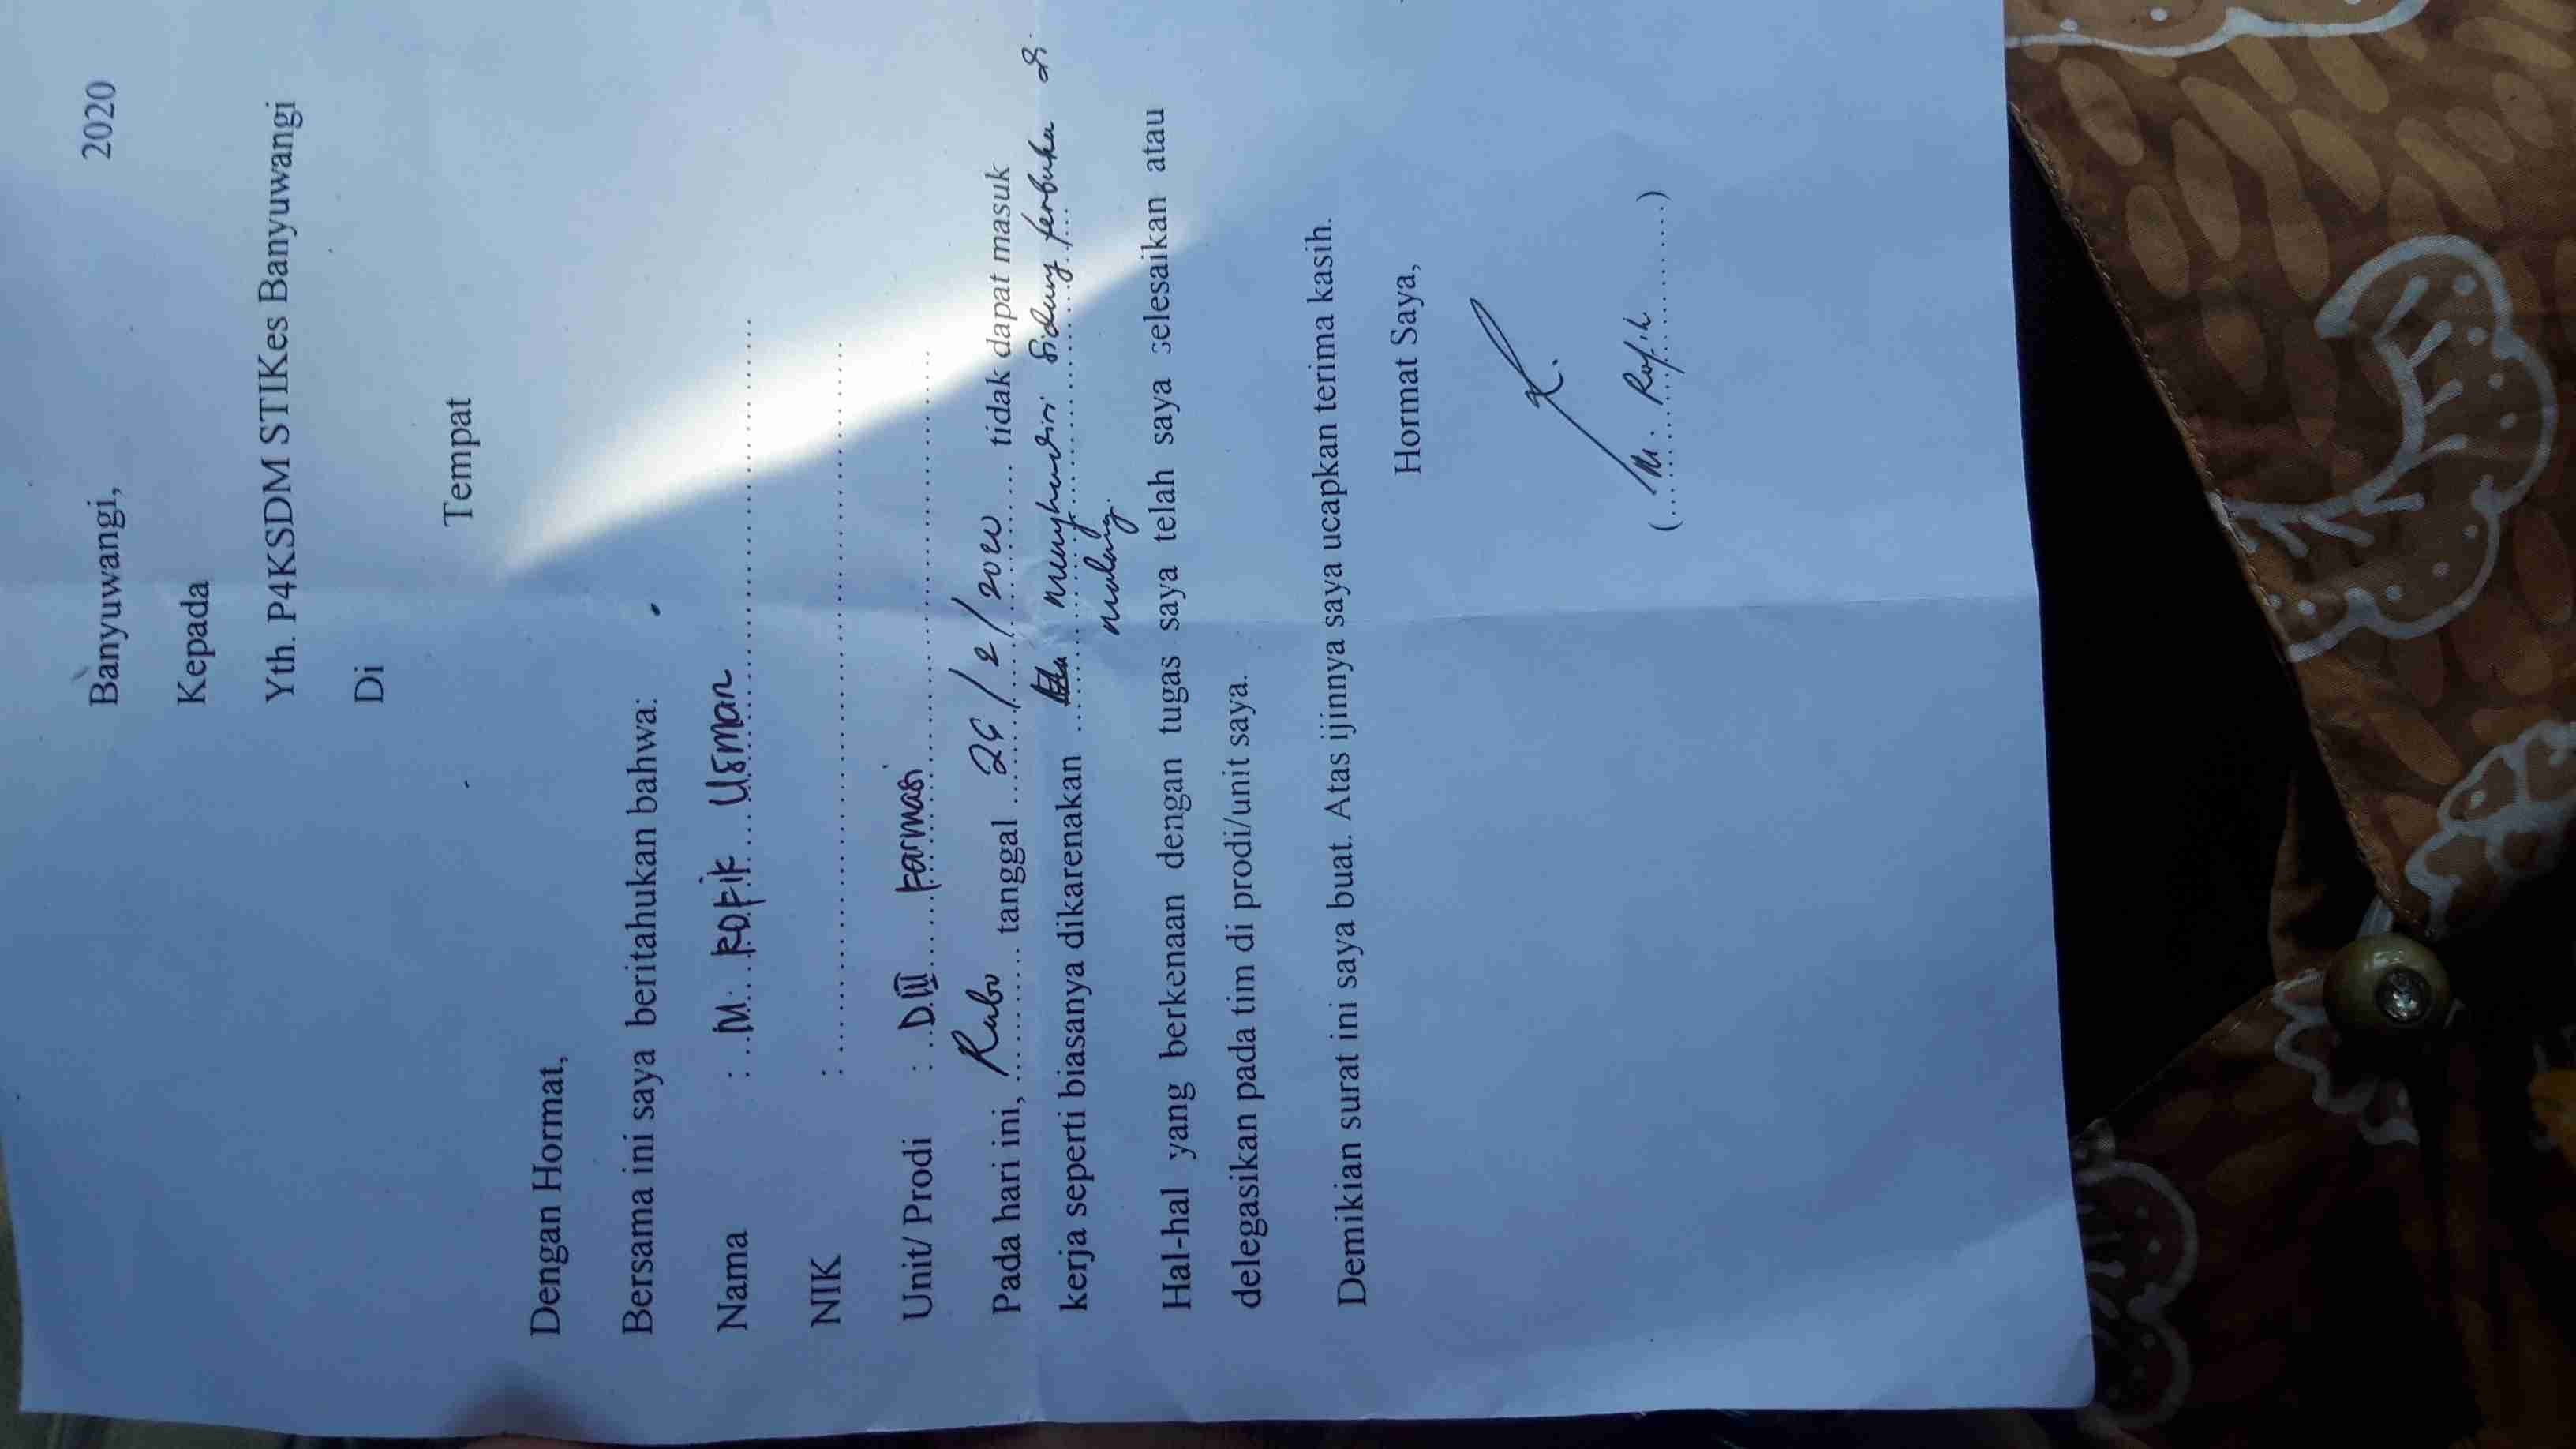 Banyuwangi, 2020
Kepada
Yth. P4KSDM STIKes Banyuwangi
Di
Tempat
Dengan Hormat,
Bersama ini saya beritahukan bahwa:
Nama : M. ROFIK USMAN
NIK :
Unit/ Prodi : D III Farmasi
Pada hari ini, Rabu tanggal 26/2/2020 tidak dapat masuk
kerja seperti biasanya dikarenakan menghadiri sidang terbuka di
malang.
Hal-hal yang berkenaan dengan tugas saya telah saya selesaikan atau
delegasikan pada tim di prodi/unit saya.
Demikian surat ini saya buat. Atas ijinnya saya ucapkan terima kasih.
Hormat Saya,
(M. Rofik)